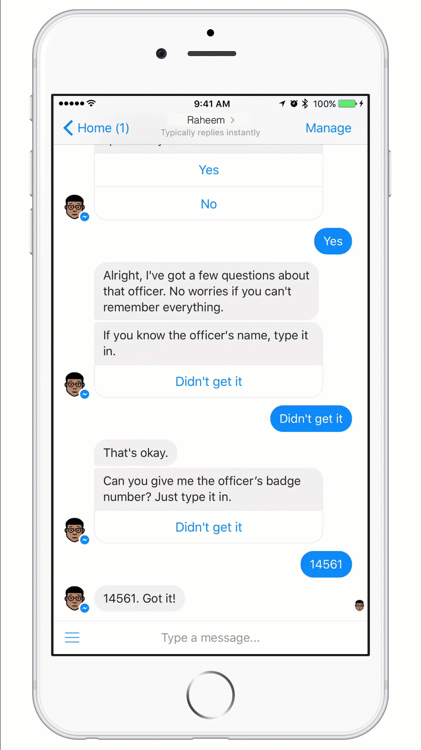 9:41 AM
100%
Home (1)
Raheem
Typically replies instantly
Manage
Yes
No
Yes
Alright, I've got a few questions about
that officer. No worries if you can't
remember everything.
If you know the officer's name, type it
in.
Didn't get it
Didn't get it
That's okay.
Can you give me the officer’s badge
number? Just type it in.
Didn't get it
14561
14561. Got it!
Type a message...